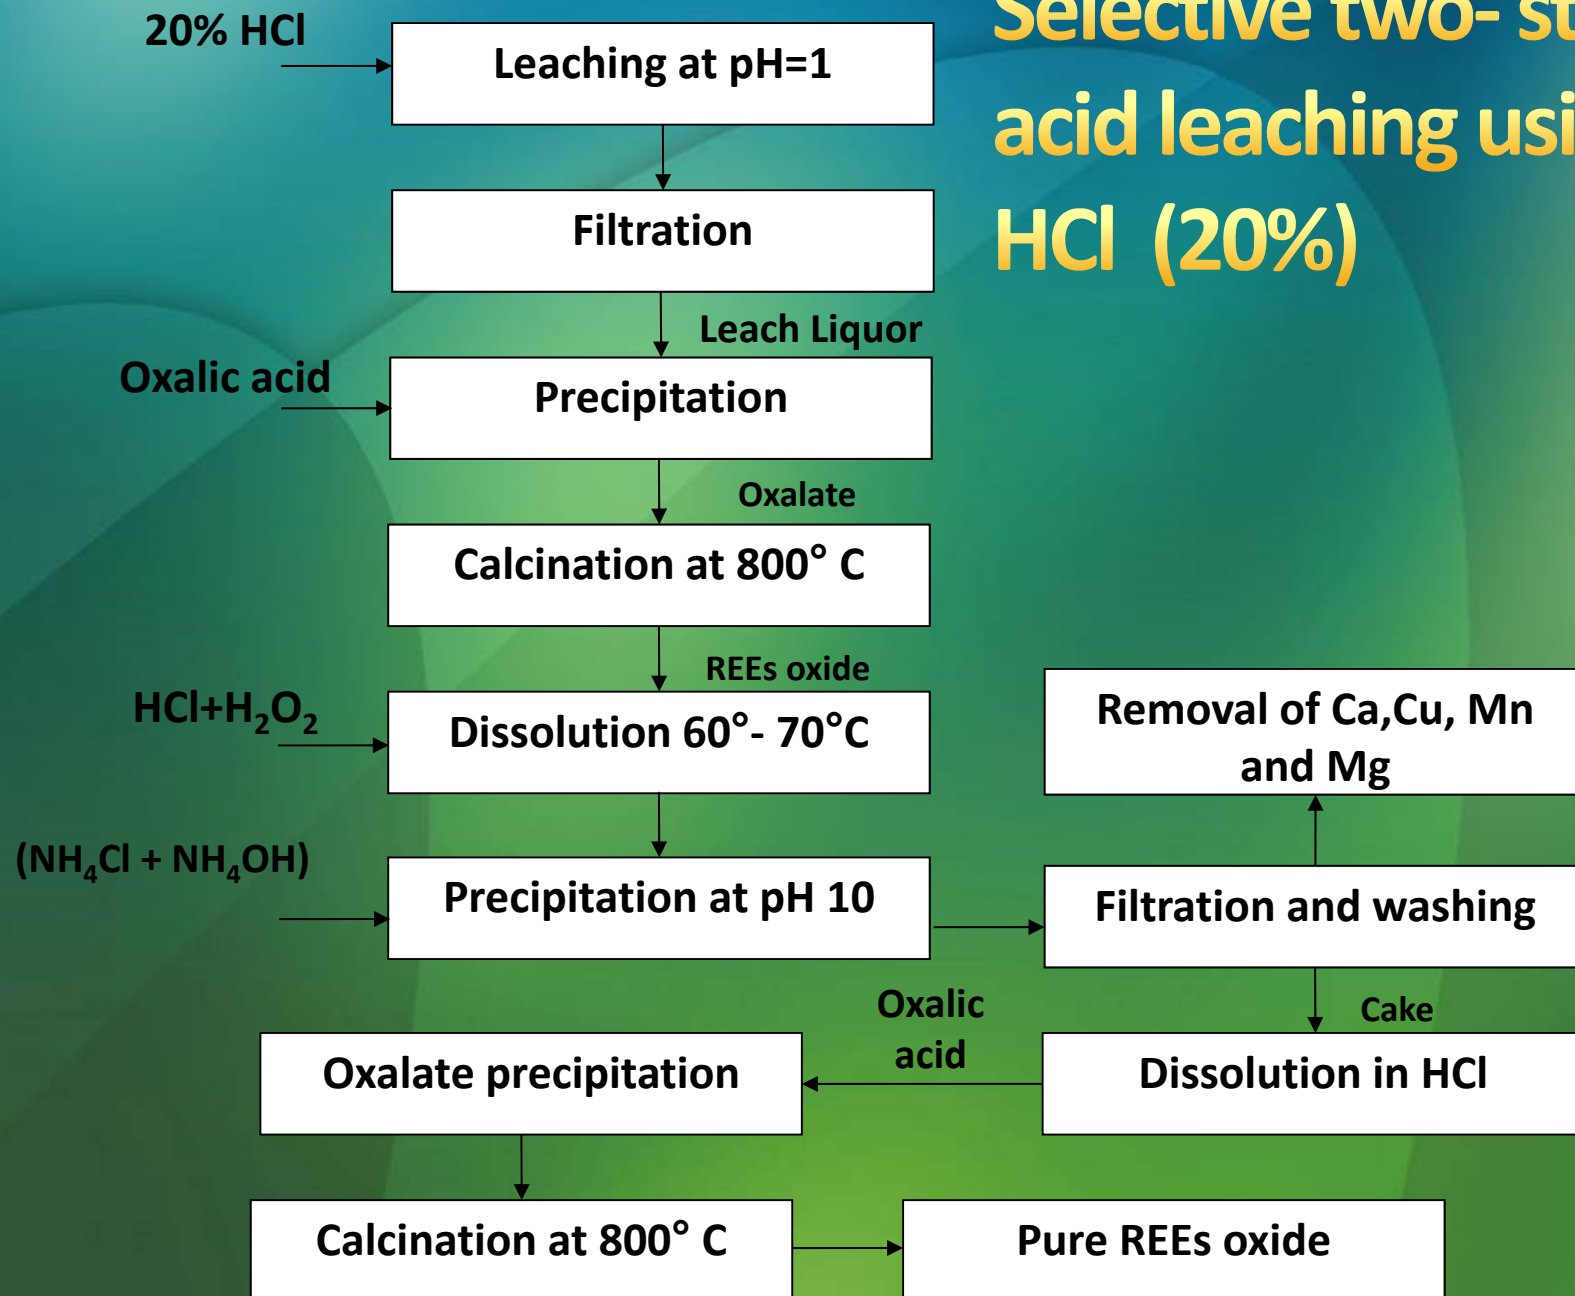 Selective two-
acid leaching
HCl (20%)
20% HCl
Leaching at pH=1
Filtration
Leach Liquor
Oxalic acid
Precipitation
Oxalate
Calcination at 800° C
REEs oxide
HCl+H₂O₂
Dissolution 60°- 70°C
(NH₄Cl + NH₄OH)
Precipitation at pH 10
Removal of Ca,Cu, Mn
and Mg
Filtration and washing
Cake
Dissolution in HCl
Oxalic
acid
Oxalate precipitation
Calcination at 800° C
Pure REEs oxide